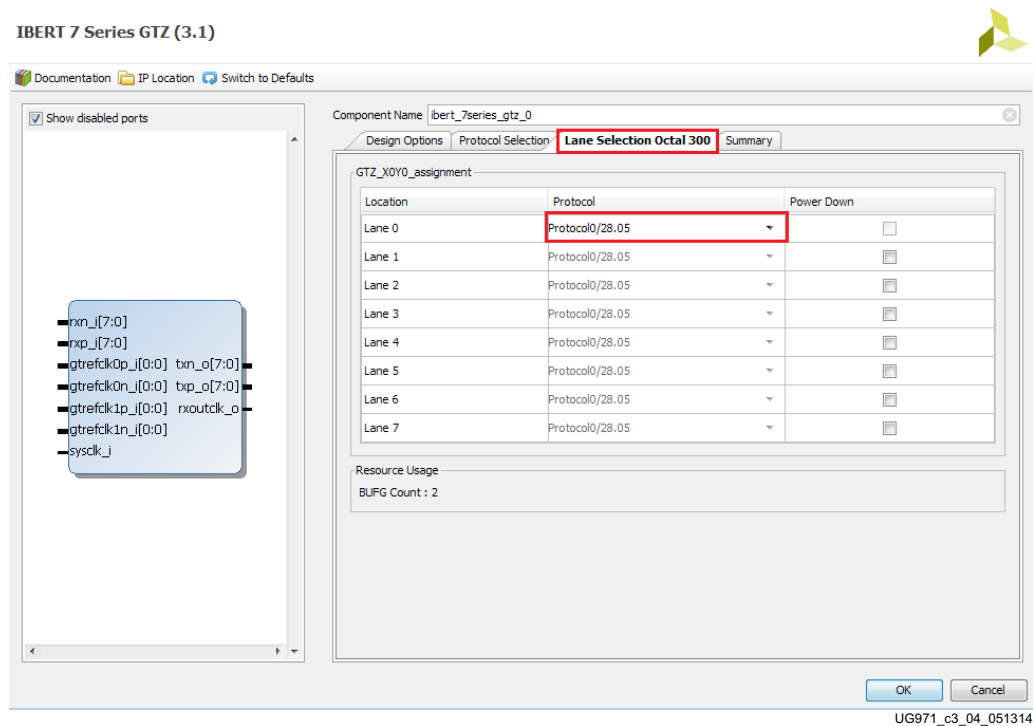 IBERT 7 Series GTZ (3.1)
Documentation IP Location Switch to Defaults
Show disabled ports
rxn_i[7:0]
rxp_i[7:0]
gtrefclk0p_i[0:0] txn_o[7:0]
gtrefclk0n_i[0:0] txp_o[7:0]
gtrefclk1p_i[0:0] rxoutclk_o
gtrefclk1n_i[0:0]
sysclk_i
Component Name ibert_7series_gtz_0
Design Options Protocol Selection Lane Selection Octal 300 Summary
GTZ_X0Y0_assignment
Location Protocol Power Down
Lane 0 Protocol0/28.05
Lane 1 Protocol0/28.05
Lane 2 Protocol0/28.05
Lane 3 Protocol0/28.05
Lane 4 Protocol0/28.05
Lane 5 Protocol0/28.05
Lane 6 Protocol0/28.05
Lane 7 Protocol0/28.05
Resource Usage
BUFG Count : 2
OK Cancel
UG971_c3_04_051314